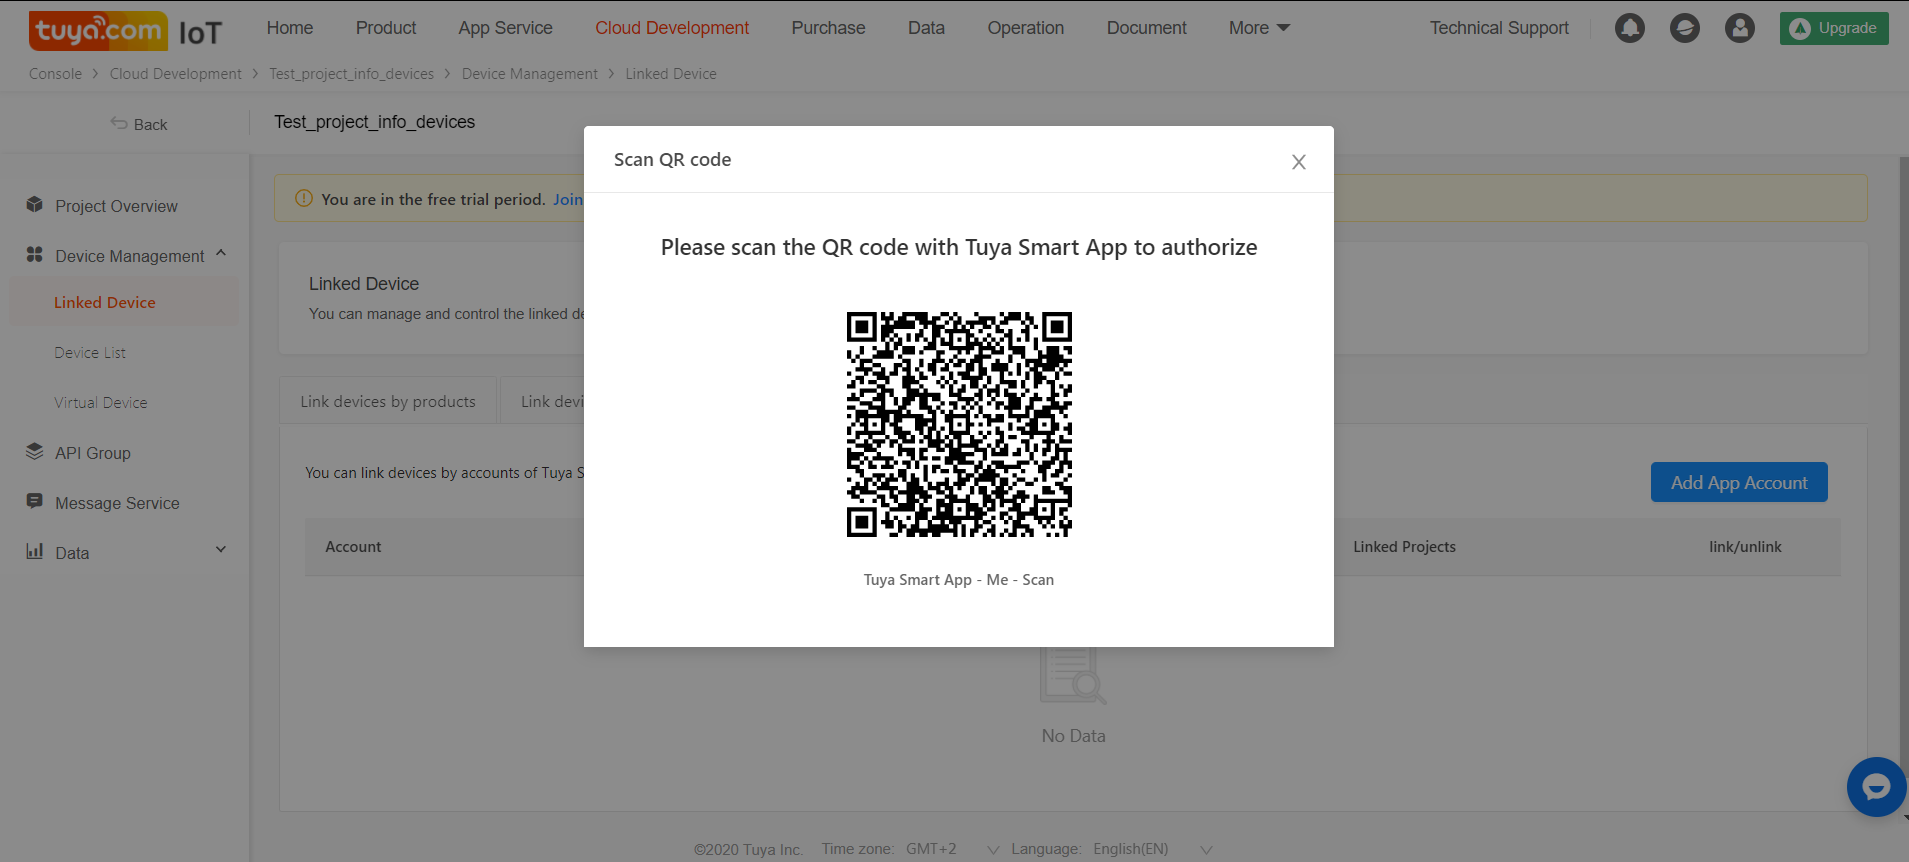 tuya.com IoT Home Product App Service Cloud Development Purchase Data Operation Document More Technical Support Upgrade
Console > Cloud Development > Test_project_info_devices > Device Management > Linked Device
Back Test_project_info_devices
Project Overview
Device Management
Linked Device
Device List
Virtual Device
API Group
Message Service
Data
You are in the free trial period. Join
Linked Device
You can manage and control the linked de
Link devices by products Link devi
You can link devices by accounts of Tuya S
Add App Account
Account Linked Projects link/unlink
No Data
Scan QR code
Please scan the QR code with Tuya Smart App to authorize
Tuya Smart App - Me - Scan
©2020 Tuya Inc. Time zone: GMT+2 Language: English(EN)